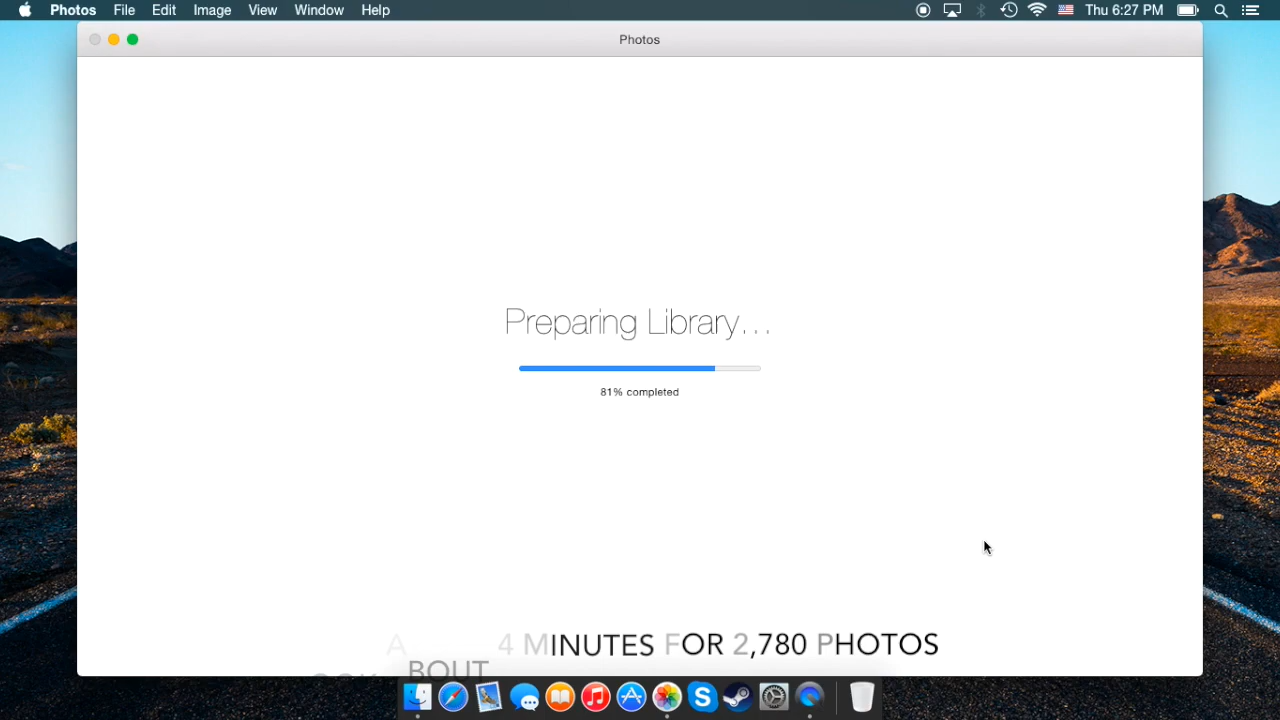 Photos File Edit Image View Window Help Thu 6:27 PM
Photos
Preparing Library...
81% completed
A 4 MINUTES FOR 2,780 PHOTOS
BOUT